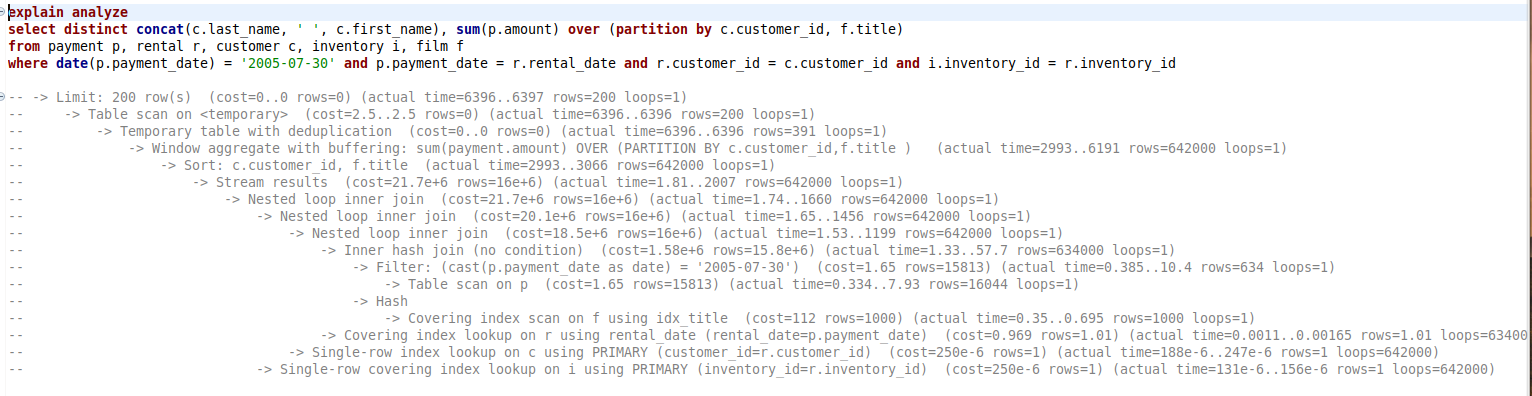 explain analyze
select distinct concat(c.last_name, ' ', c.first_name), sum(p.amount) over (partition by c.customer_id, f.title)
from payment p, rental r, customer c, inventory i, film f
where date(p.payment_date) = '2005-07-30' and p.payment_date = r.rental_date and r.customer_id = c.customer_id and i.inventory_id = r.inventory_id
-- -> Limit: 200 row(s)  (cost=0..0 rows=0) (actual time=6396..6397 rows=200 loops=1)
--     -> Table scan on <temporary>  (cost=2.5..2.5 rows=0) (actual time=6396..6396 rows=200 loops=1)
--         -> Temporary table with deduplication  (cost=0..0 rows=0) (actual time=6396..6396 rows=391 loops=1)
--             -> Window aggregate with buffering: sum(payment.amount) OVER (PARTITION BY c.customer_id,f.title )   (actual time=2993..6191 rows=642000 loops=1)
--                 -> Sort: c.customer_id, f.title  (actual time=2993..3066 rows=642000 loops=1)
--                     -> Stream results  (cost=21.7e+6 rows=16e+6) (actual time=1.81..2007 rows=642000 loops=1)
--                         -> Nested loop inner join  (cost=21.7e+6 rows=16e+6) (actual time=1.74..1660 rows=642000 loops=1)
--                             -> Nested loop inner join  (cost=20.1e+6 rows=16e+6) (actual time=1.65..1456 rows=642000 loops=1)
--                                 -> Nested loop inner join  (cost=18.5e+6 rows=16e+6) (actual time=1.53..1199 rows=642000 loops=1)
--                                     -> Inner hash join (no condition)  (cost=1.58e+6 rows=15.8e+6) (actual time=1.33..57.7 rows=634000 loops=1)
--                                         -> Filter: (cast(p.payment_date as date) = '2005-07-30')  (cost=1.65 rows=15813) (actual time=0.385..10.4 rows=634 loops=1)
--                                             -> Table scan on p  (cost=1.65 rows=15813) (actual time=0.334..7.93 rows=16044 loops=1)
--                                         -> Hash
--                                             -> Covering index scan on f using idx_title  (cost=112 rows=1000) (actual time=0.35..0.695 rows=1000 loops=1)
--                                     -> Covering index lookup on r using rental_date (rental_date=p.payment_date)  (cost=0.969 rows=1.01) (actual time=0.0011..0.00165 rows=1.01 loops=63400
--                                 -> Single-row index lookup on c using PRIMARY (customer_id=r.customer_id)  (cost=250e-6 rows=1) (actual time=188e-6..247e-6 rows=1 loops=642000)
--                             -> Single-row covering index lookup on i using PRIMARY (inventory_id=r.inventory_id)  (cost=250e-6 rows=1) (actual time=131e-6..156e-6 rows=1 loops=642000)